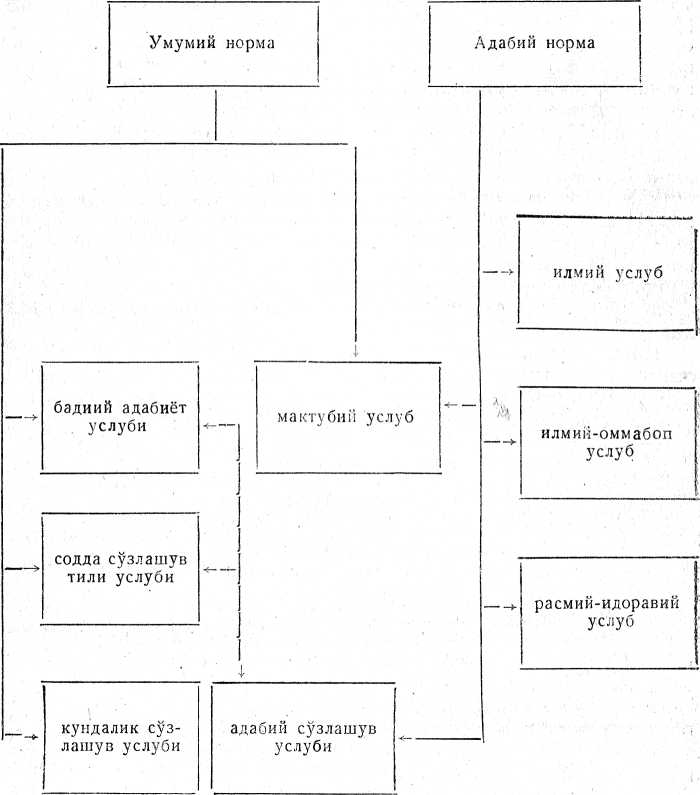 Умумий норма
Адабий норма
илмий услуб
бадиий адабиёт
услуби
мактубий услуб
илмий-оммабоп
услуб
содда сўзлашув
тили услуби
расмий-идоравий
услуб
кундалик сўз-
лашув услуби
адабий сўзлашув
услуби